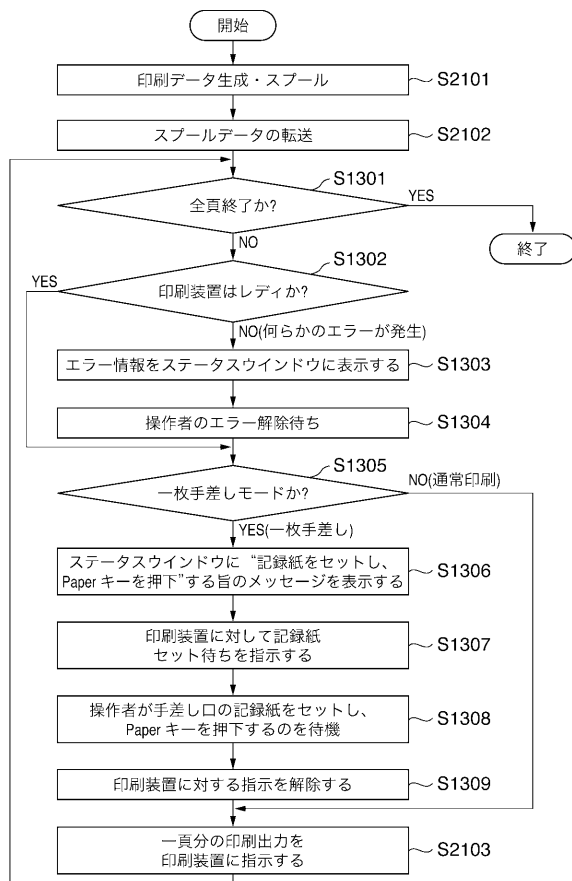 開始
印刷データ生成・スプール
S2101
スプールデータの転送
S2102
S1301
全頁終了か?
YES
終了
NO
S1302
YES
印刷装置はレディか?
NO(何らかのエラーが発生)
エラー情報をステータスウインドウに表示する
S1303
操作者のエラー解除待ち
S1304
S1305
一枚手差しモードか?
NO(通常印刷)
YES(一枚手差し)
ステータスウインドウに“記録紙をセットし、
Paper キーを押下”する旨のメッセージを表示する
S1306
印刷装置に対して記録紙
セット待ちを指示する
S1307
操作者が手差し口の記録紙をセットし、
Paper キーを押下するのを待機
S1308
印刷装置に対する指示を解除する
S1309
一頁分の印刷出力を
印刷装置に指示する
S2103